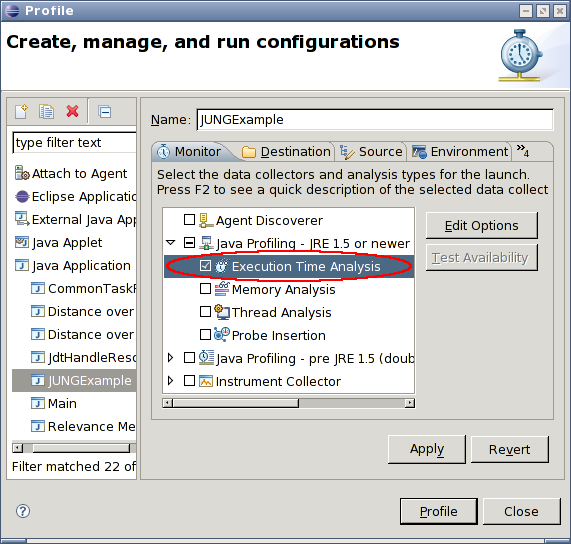 Profile
Create, manage, and run configurations
type filter text
Attach to Agent
Eclipse Applicatio
External Java App
Java Applet
Java Application
CommonTaskF
Distance over
Distance over
JdtHandleReso
JUNGExample
Main
Relevance Me
Filter matched 22 of
Name: JUNGExample
Monitor Destination Source Environment »4
Select the data collectors and analysis types for the launch.
Press F2 to see a quick description of the selected data collect
Agent Discoverer
Java Profiling - JRE 1.5 or newer
Execution Time Analysis
Memory Analysis
Thread Analysis
Probe Insertion
Java Profiling - pre JRE 1.5 (doub
Instrument Collector
Edit Options
Test Availability
Apply Revert
? Profile Close